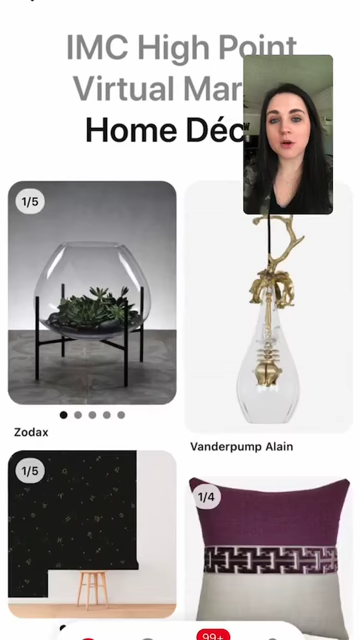 IMC High Point
Virtual Mar
Home Déc
1/5
Zodax
Vanderpump Alain
1/5
1/4
99+